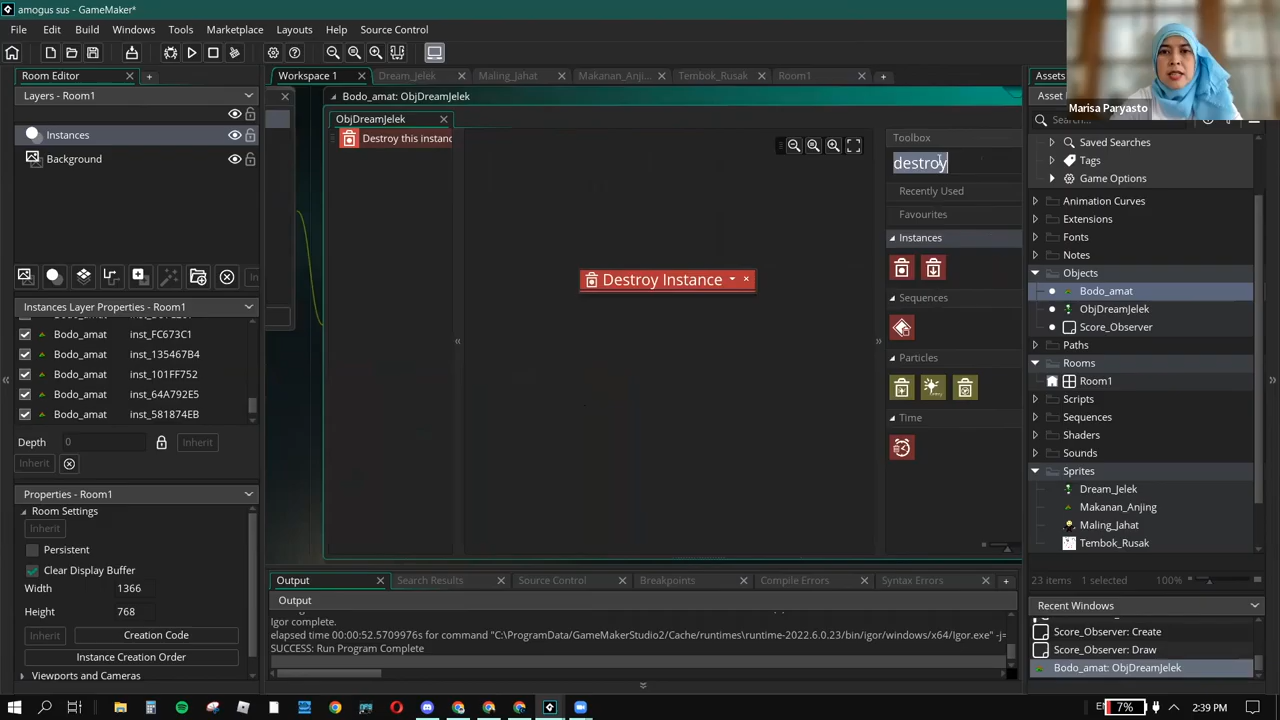 amogus sus - GameMaker*
File Edit Build Windows Tools Marketplace Layouts Help Source Control
Room Editor
Layers - Room1
Instances
Background
Instances Layer Properties - Room1
Bodo_amat inst_FC673C1
Bodo_amat inst_135467B4
Bodo_amat inst_101FF752
Bodo_amat inst_64A792E5
Bodo_amat inst_581874EB
Depth 0 Inherit
Inherit
Properties - Room1
Room Settings
Inherit
Persistent
Clear Display Buffer
Width 1366
Height 768
Inherit Creation Code
Instance Creation Order
Viewports and Cameras
Workspace 1 Dream_Jelek Maling_Jahat Makanan_Anji... Tembok_Rusak Room1
Bodo_amat: ObjDreamJelek
ObjDreamJelek
Destroy this instanc
Destroy Instance
Toolbox
destroy
Recently Used
Favourites
Instances
Sequences
Particles
Time
Output Search Results Source Control Breakpoints Compile Errors Syntax Errors
Output
Igor complete.
elapsed time 00:00:52.5709976s for command "C:\ProgramData/GameMakerStudio2/Cache/runtimes\runtime-2022.6.0.23/bin/igor/windows/x64/Igor.exe" -j=
SUCCESS: Run Program Complete
Marisa Paryasto
Assets
Asset
Search...
Saved Searches
Tags
Game Options
Animation Curves
Extensions
Fonts
Notes
Objects
Bodo_amat
ObjDreamJelek
Score_Observer
Paths
Rooms
Room1
Scripts
Sequences
Shaders
Sounds
Sprites
Dream_Jelek
Makanan_Anjing
Maling_Jahat
Tembok_Rusak
23 items 1 selected 100%
Recent Windows
Score_Observer: Create
Score_Observer: Draw
Bodo_amat: ObjDreamJelek
7% 2:39 PM